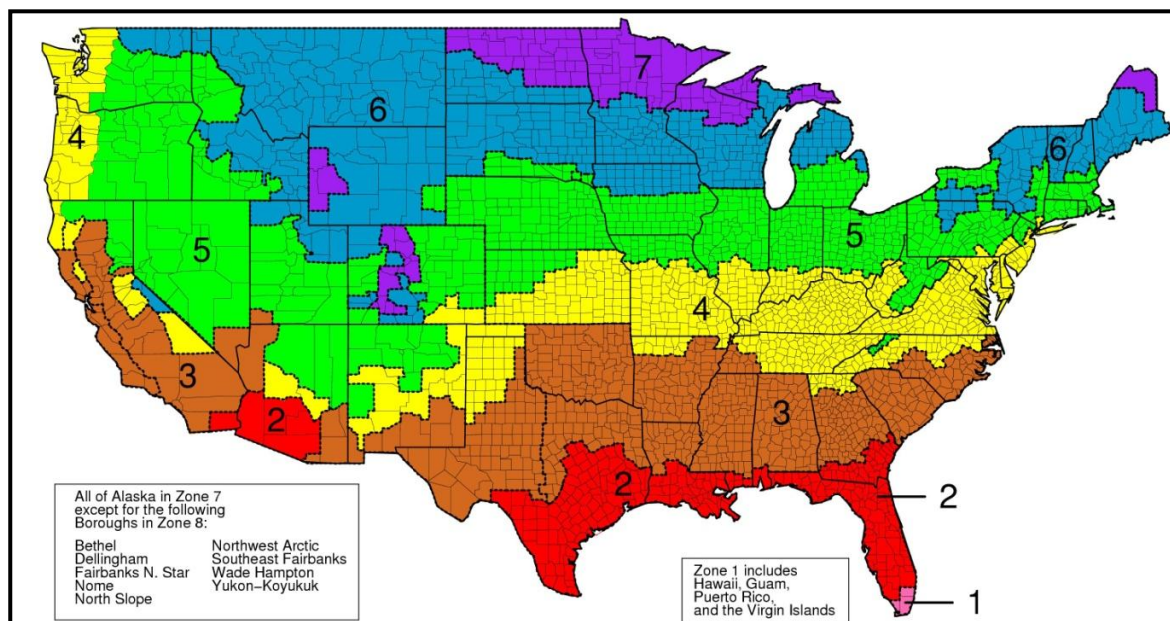 7
6
4
6
5
5
4
3
3
2
2
2
1
All of Alaska in Zone 7
except for the following
Boroughs in Zone 8:
Bethel
Dellingham
Fairbanks N. Star
Nome
North Slope
Northwest Arctic
Southeast Fairbanks
Wade Hampton
Yukon-Koyukuk
Zone 1 includes
Hawaii, Guam,
Puerto Rico,
and the Virgin Islands